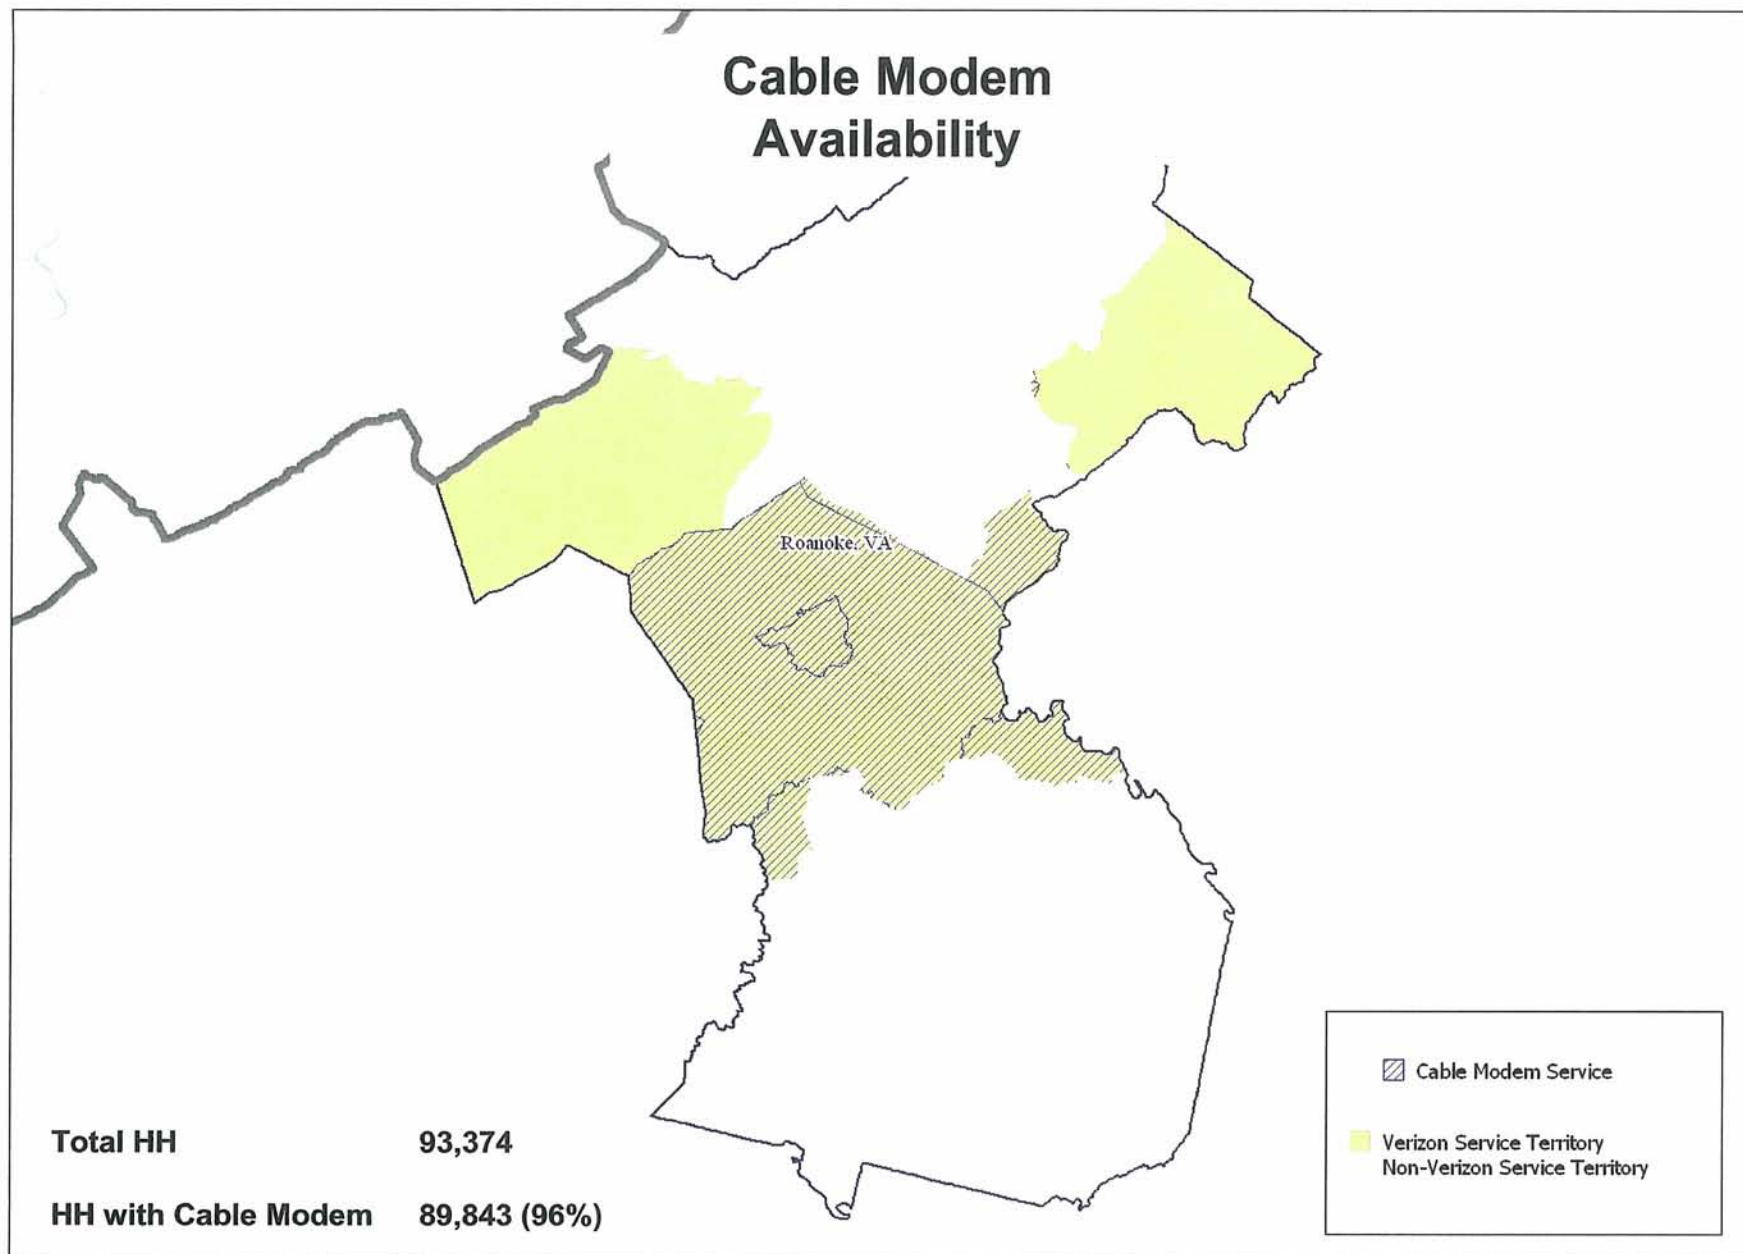 Cable Modem
Availability
Roanoke, VA
Cable Modem Service
Verizon Service Territory
Non-Verizon Service Territory
Total HH 93,374
HH with Cable Modem 89,843 (96%)